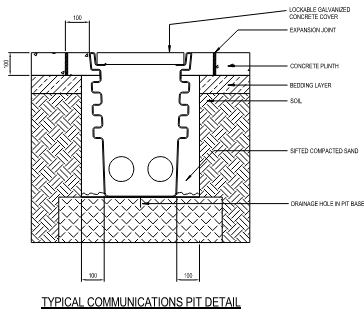 LOCKABLE GALVANIZED
CONCRETE COVER
100
EXPANSION JOINT
100
CONCRETE PLINTH
BEDDING LAYER
SOIL
SIFTED COMPACTED SAND
DRAINAGE HOLE IN PIT BASE
100
100
TYPICAL COMMUNICATIONS PIT DETAIL